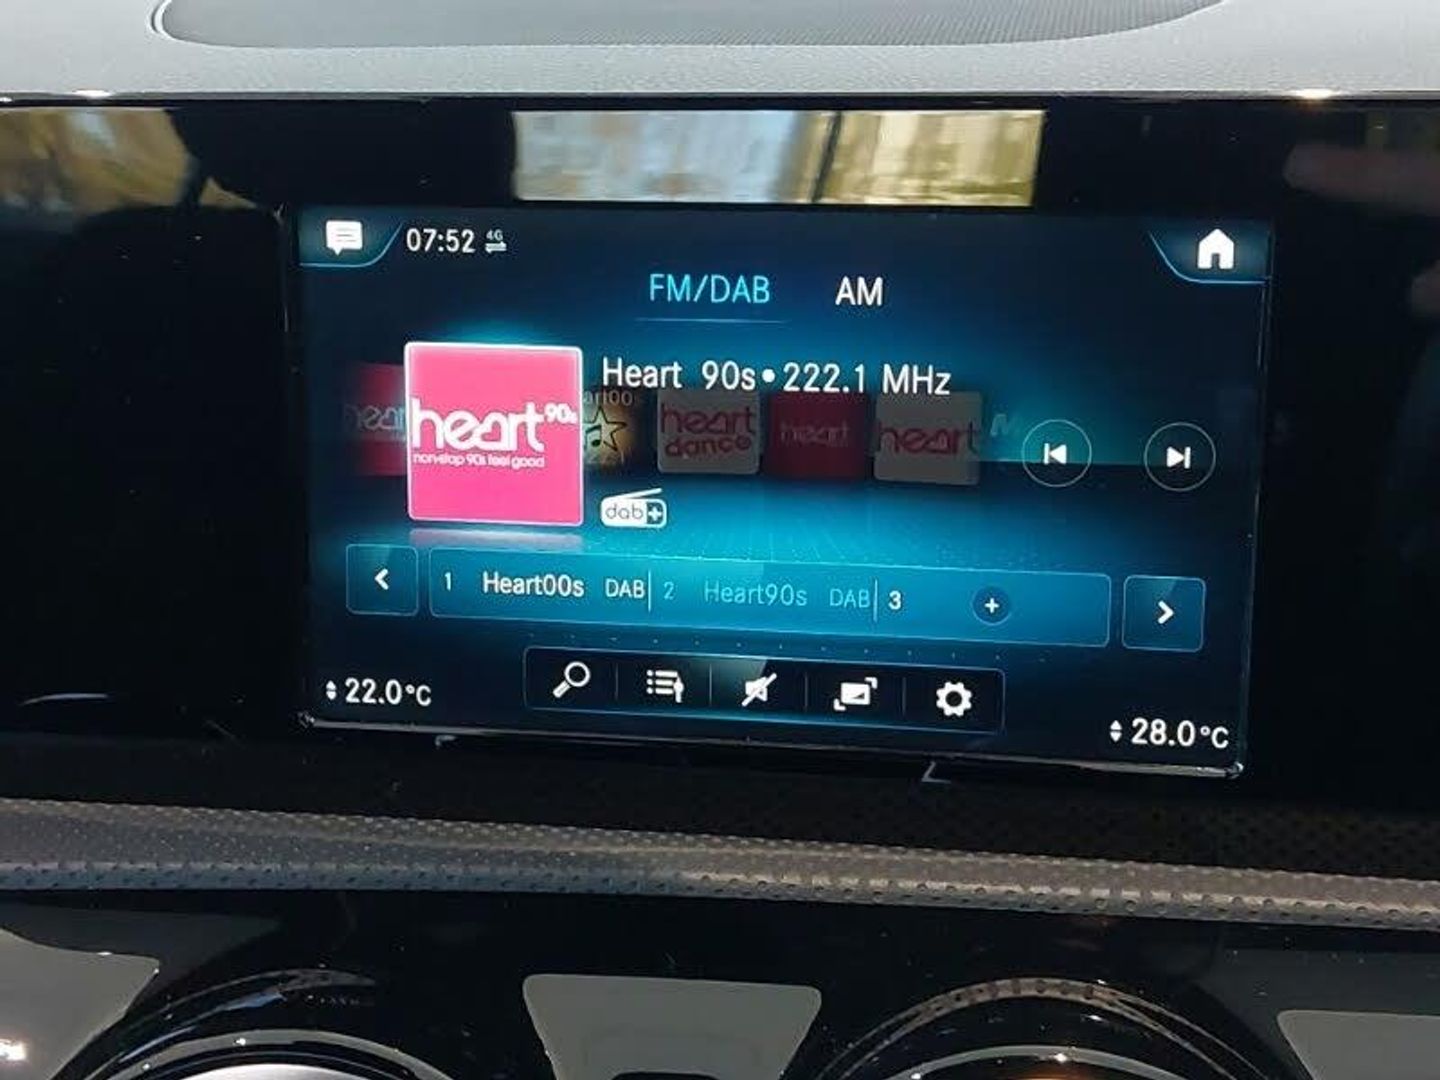 07:52 4G
FM/DAB AM
Heart 90s • 222.1 MHz
heart 90s
non-stop 90s feel good
heart
dance
heart
heart
dab+
1 Heart00s DAB 2 Heart90s DAB 3 +
22.0°C
28.0°C